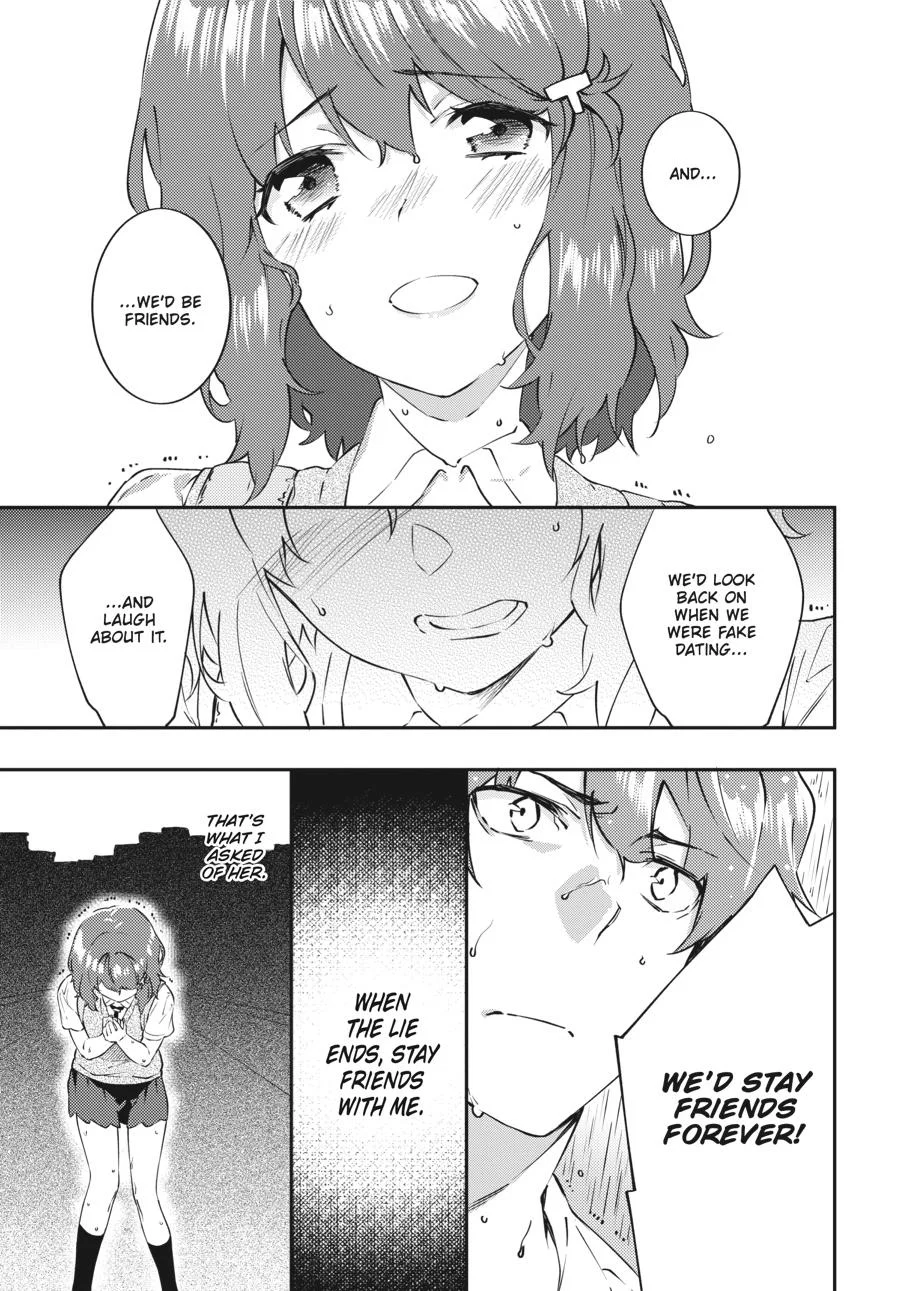 AND...
...WE'D BE
FRIENDS.
WE'D LOOK
BACK ON
WHEN WE
WERE FAKE
DATING...
...AND
LAUGH
ABOUT IT.
WE'D STAY
FRIENDS
FOREVER!
WHEN
THE LIE
ENDS, STAY
FRIENDS
WITH ME.
THAT'S
WHAT I
ASKED
OF HER.